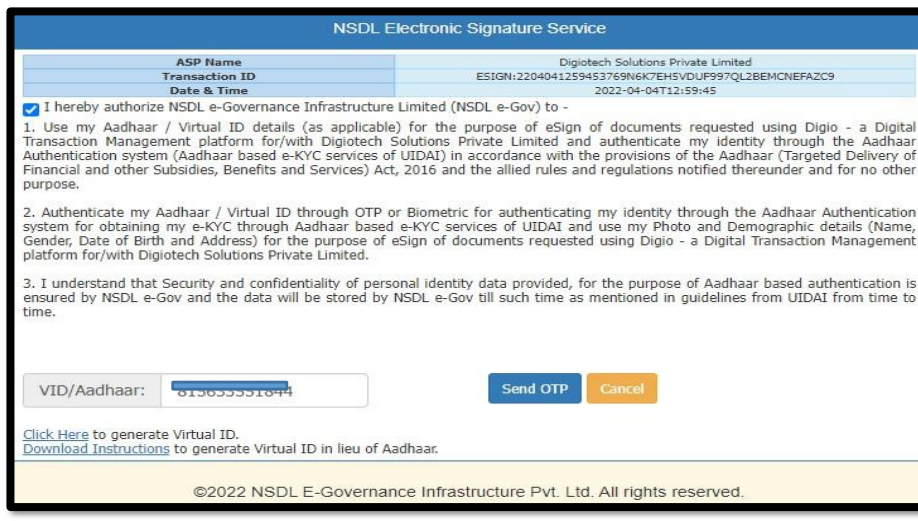 NSDL Electronic Signature Service
ASP Name Digiotech Solutions Private Limited
Transaction ID ESIGN:2204041259453769N6K7EH5VDUF997QL2BEMCNEFAZC9
Date & Time 2022-04-04T12:59:45
I hereby authorize NSDL e-Governance Infrastructure Limited (NSDL e-Gov) to -
1. Use my Aadhaar / Virtual ID details (as applicable) for the purpose of eSign of documents requested using Digio - a Digital
Transaction Management platform for/with Digiotech Solutions Private Limited and authenticate my identity through the Aadhaar
Authentication system (Aadhaar based e-KYC services of UIDAI) in accordance with the provisions of the Aadhaar (Targeted Delivery of
Financial and other Subsidies, Benefits and Services) Act, 2016 and the allied rules and regulations notified thereunder and for no other
purpose.
2. Authenticate my Aadhaar / Virtual ID through OTP or Biometric for authenticating my identity through the Aadhaar Authentication
system for obtaining my e-KYC through Aadhaar based e-KYC services of UIDAI and use my Photo and Demographic details (Name,
Gender, Date of Birth and Address) for the purpose of eSign of documents requested using Digio - a Digital Transaction Management
platform for/with Digiotech Solutions Private Limited.
3. I understand that Security and confidentiality of personal identity data provided, for the purpose of Aadhaar based authentication is
ensured by NSDL e-Gov and the data will be stored by NSDL e-Gov till such time as mentioned in guidelines from UIDAI from time to
time.
VID/Aadhaar: Send OTP Cancel
Click Here to generate Virtual ID.
Download Instructions to generate Virtual ID in lieu of Aadhaar.
©2022 NSDL E-Governance Infrastructure Pvt. Ltd. All rights reserved.